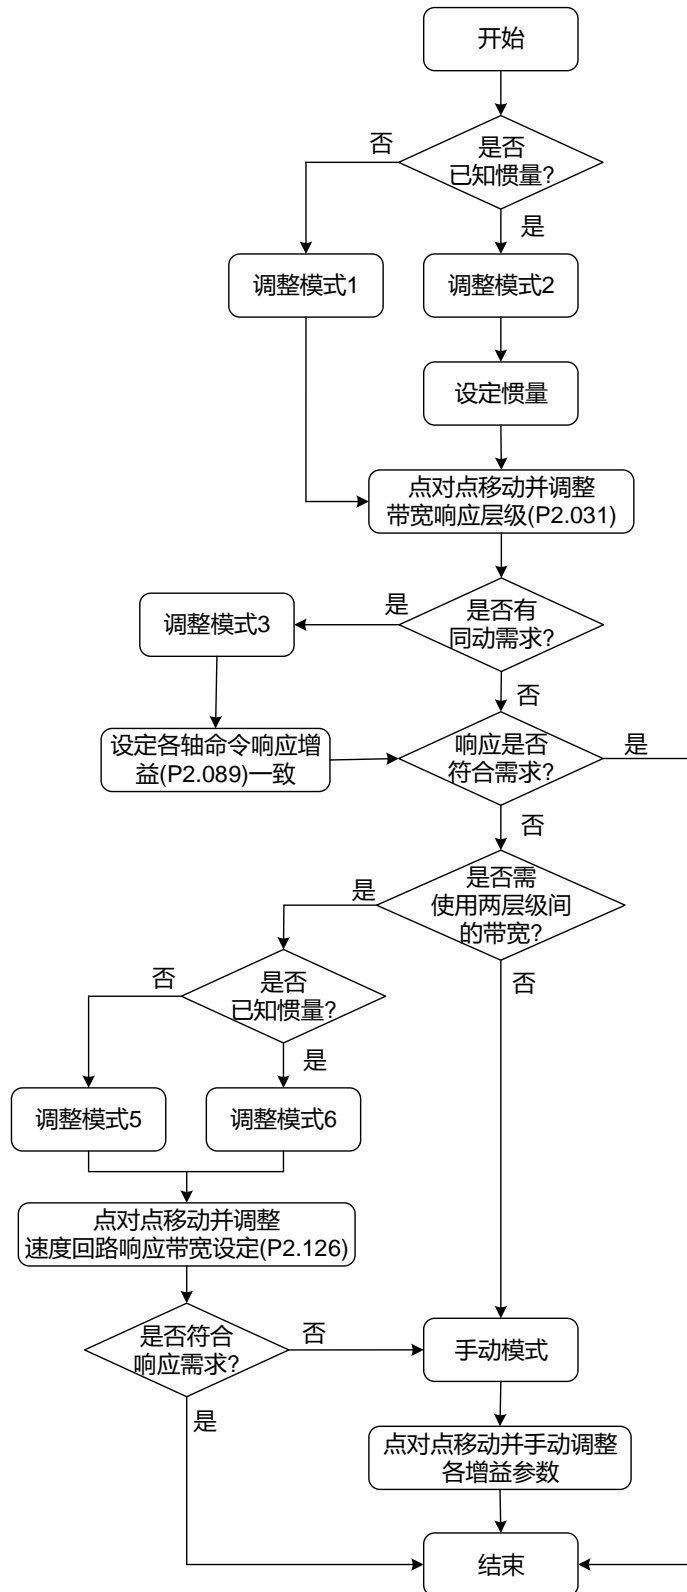 开始
否
是否
已知惯量?
是
调整模式1
调整模式2
设定惯量
点对点移动并调整
带宽响应层级(P2.031)
是
是否有
同动需求?
调整模式3
否
设定各轴命令响应增
益(P2.089)一致
响应是否
符合需求?
是
否
是否需
使用两层级间
的带宽?
是
否
否
是否
已知惯量?
是
调整模式5
调整模式6
点对点移动并调整
速度回路响应带宽设定(P2.126)
是否符合
响应需求?
否
手动模式
是
点对点移动并手动调整
各增益参数
结束